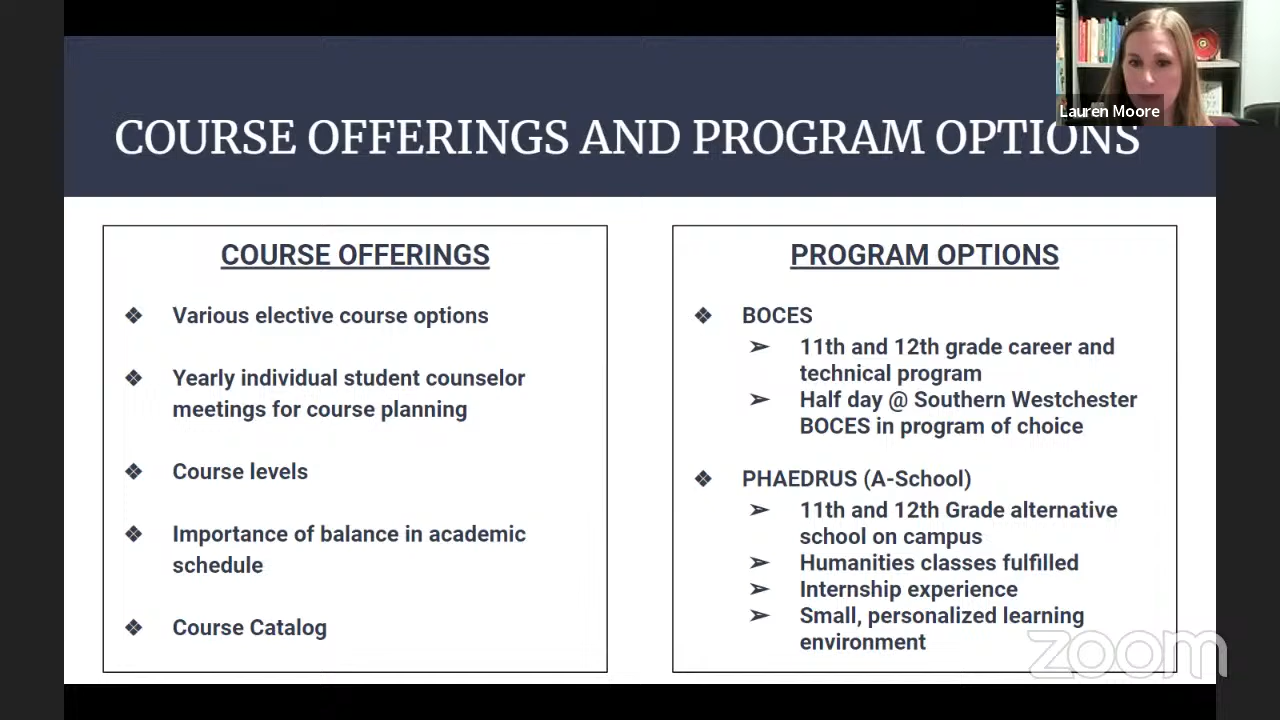 Lauren Moore
COURSE OFFERINGS AND PROGRAM OPTIONS
COURSE OFFERINGS
❖ Various elective course options
❖ Yearly individual student counselor
meetings for course planning
❖ Course levels
❖ Importance of balance in academic
schedule
❖ Course Catalog
PROGRAM OPTIONS
❖ BOCES
➢ 11th and 12th grade career and
technical program
➢ Half day @ Southern Westchester
BOCES in program of choice
❖ PHAEDRUS (A-School)
➢ 11th and 12th Grade alternative
school on campus
➢ Humanities classes fulfilled
➢ Internship experience
➢ Small, personalized learning
environment
zoom